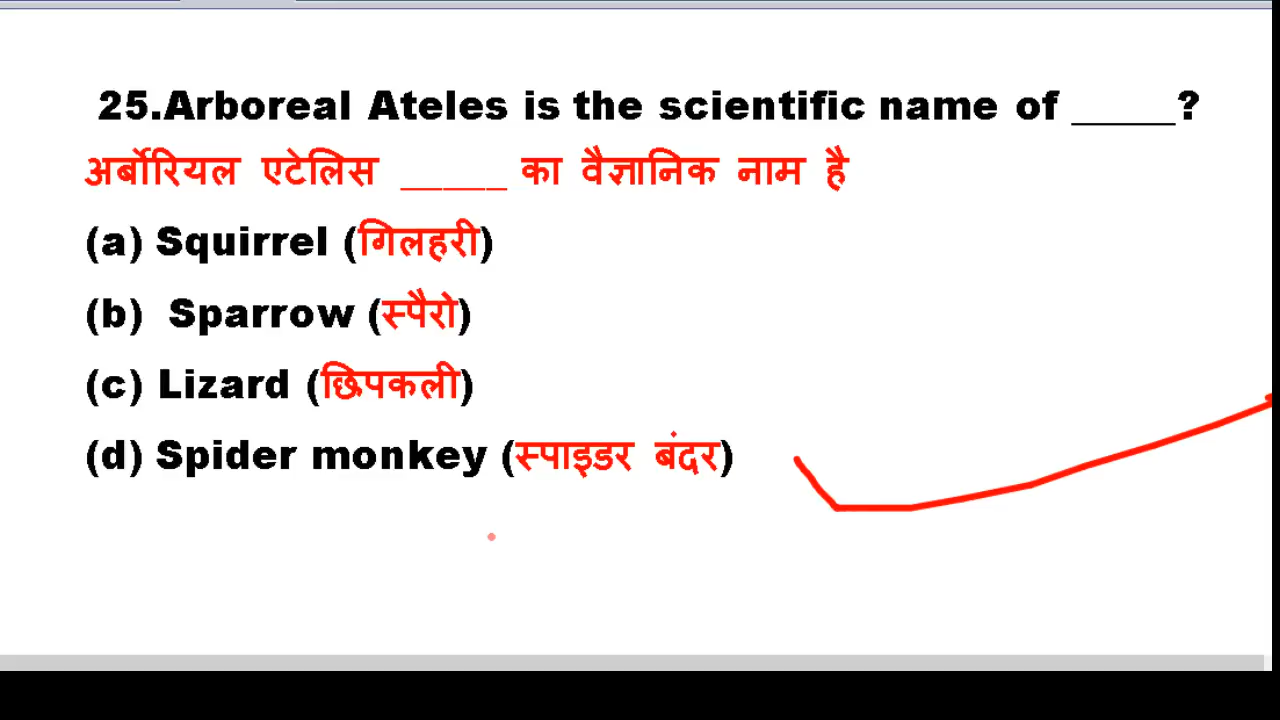 25.Arboreal Ateles is the scientific name of _____?
अर्बोरियल एटेलिस _____ का वैज्ञानिक नाम है
(a) Squirrel (गिलहरी)
(b) Sparrow (स्पैरो)
(c) Lizard (छिपकली)
(d) Spider monkey (स्पाइडर बंदर)